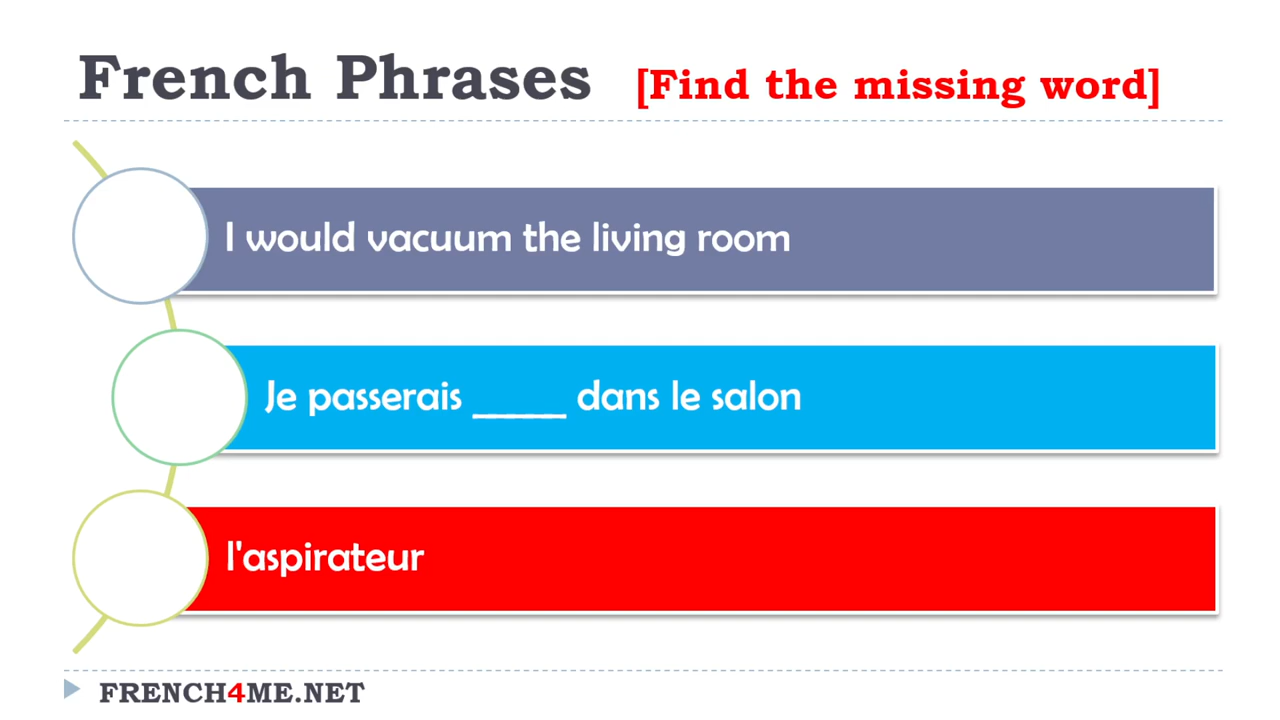 French Phrases [Find the missing word]
I would vacuum the living room
Je passerais _____ dans le salon
l'aspirateur
FRENCH4ME.NET